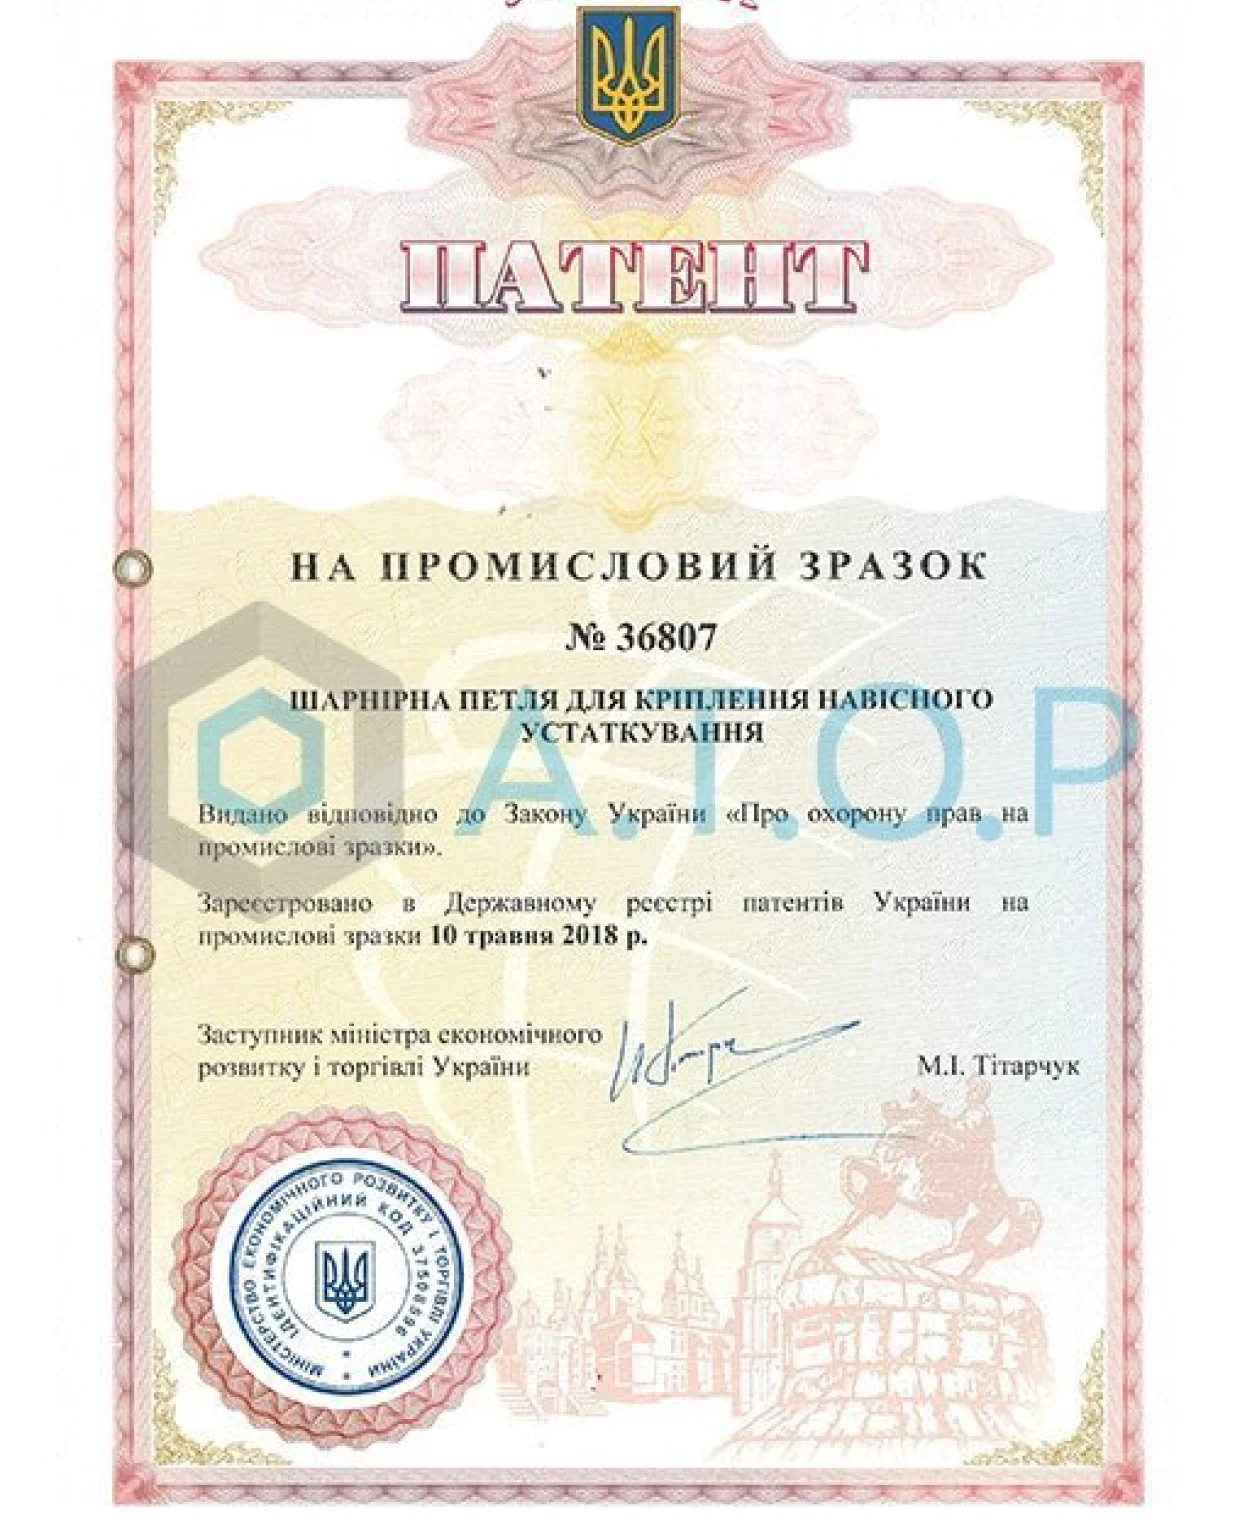 ПАТЕНТ
НА ПРОМИСЛОВИЙ ЗРАЗОК
№ 36807
ШАРНІРНА ПЕТЛЯ ДЛЯ КРІПЛЕННЯ НАВІСНОГО
УСТАТКУВАННЯ
A.T.O.P
Видано відповідно до Закону України «Про охорону прав на
промислові зразки».
Зареєстровано в Державному реєстрі патентів України на
промислові зразки 10 травня 2018 р.
Заступник міністра економічного
розвитку і торгівлі України
М.І. Тітарчук
МІНІСТЕРСТВО ЕКОНОМІЧНОГО РОЗВИТКУ І ТОРГІВЛІ УКРАЇНИ
ІДЕНТИФІКАЦІЙНИЙ КОД 37508596